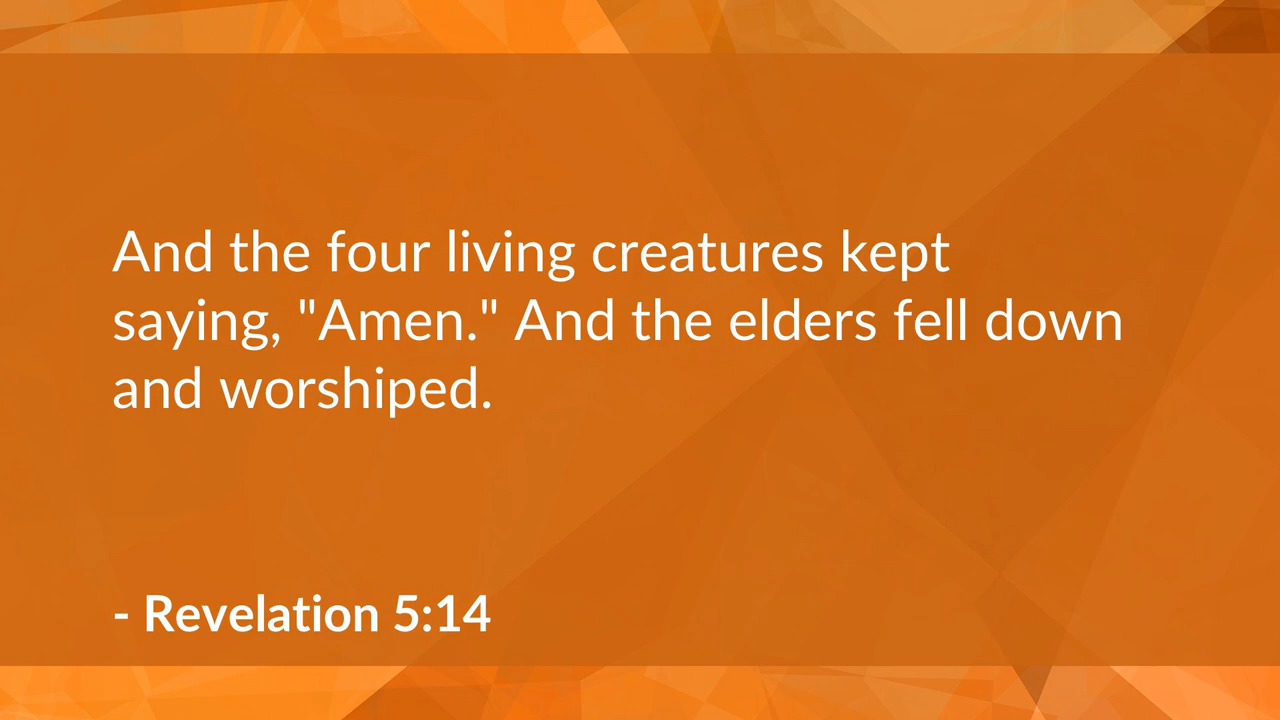 And the four living creatures kept
saying, "Amen." And the elders fell down
and worshiped.
- Revelation 5:14